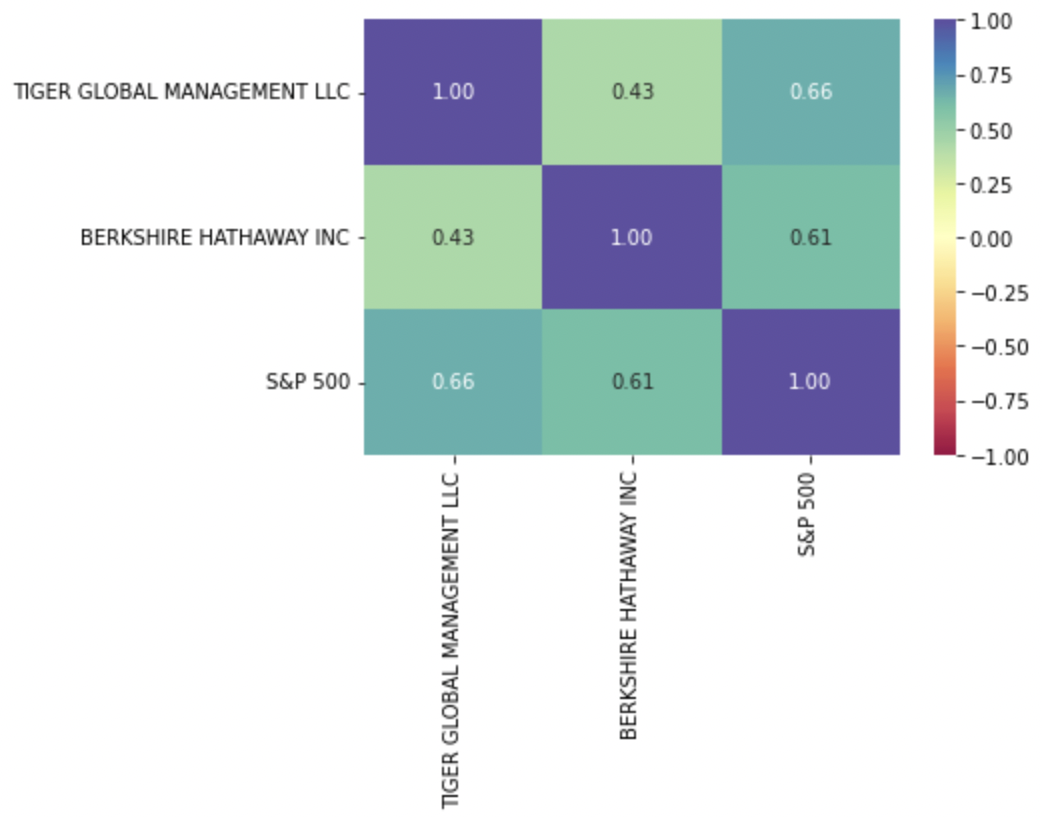 TIGER GLOBAL MANAGEMENT LLC
1.00 0.43 0.66
BERKSHIRE HATHAWAY INC
0.43 1.00 0.61
S&P 500
0.66 0.61 1.00
TIGER GLOBAL MANAGEMENT LLC
BERKSHIRE HATHAWAY INC
S&P 500
1.00
0.75
0.50
0.25
0.00
−0.25
−0.50
−0.75
−1.00